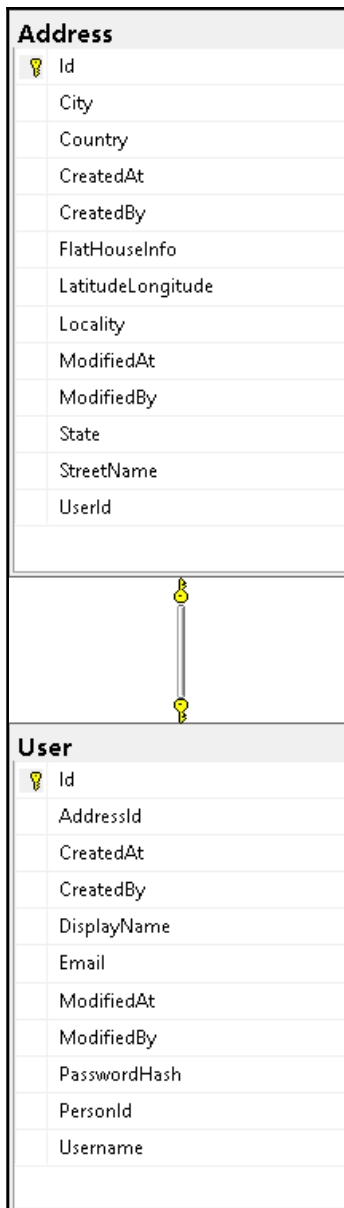 Address
Id
City
Country
CreatedAt
CreatedBy
FlatHouseInfo
LatitudeLongitude
Locality
ModifiedAt
ModifiedBy
State
StreetName
UserId
User
Id
AddressId
CreatedAt
CreatedBy
DisplayName
Email
ModifiedAt
ModifiedBy
PasswordHash
PersonId
Username